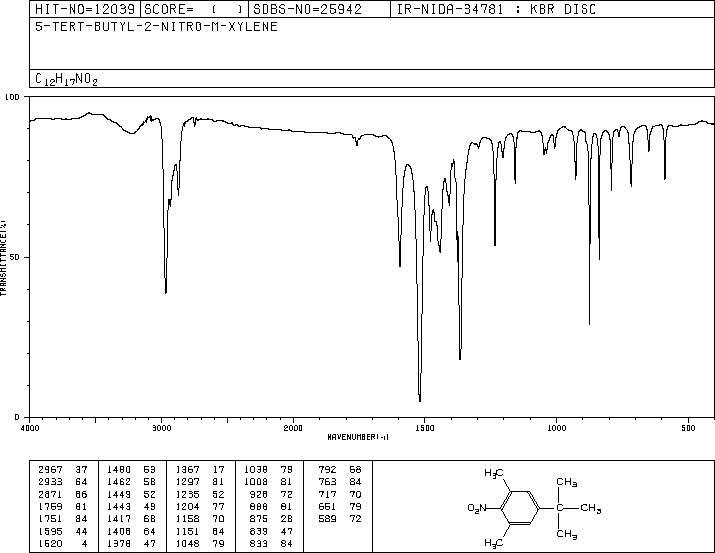 HIT-NO=12039 SCORE= ( ) SDBS-NO=25942 IR-NIDA-34781 : KBR DISC
5-TERT-BUTYL-2-NITRO-M-XYLENE
C12H17NO2
100
50
0
TRANSMITTANCE(%)
4000 3000 2000 1500 1000 500
WAVENUMBER(-1)
2967 37 1480 53 1367 17 1038 79 792 68
2933 64 1462 58 1297 81 1008 81 763 84
2871 66 1449 52 1235 52 928 72 717 70
1759 81 1443 49 1204 77 888 81 651 79
1751 84 1417 68 1158 70 875 28 589 72
1595 44 1408 64 1151 84 839 47
1520 4 1378 47 1048 79 833 84
H3C
CH3
O2N
C
CH3
H3C
CH3